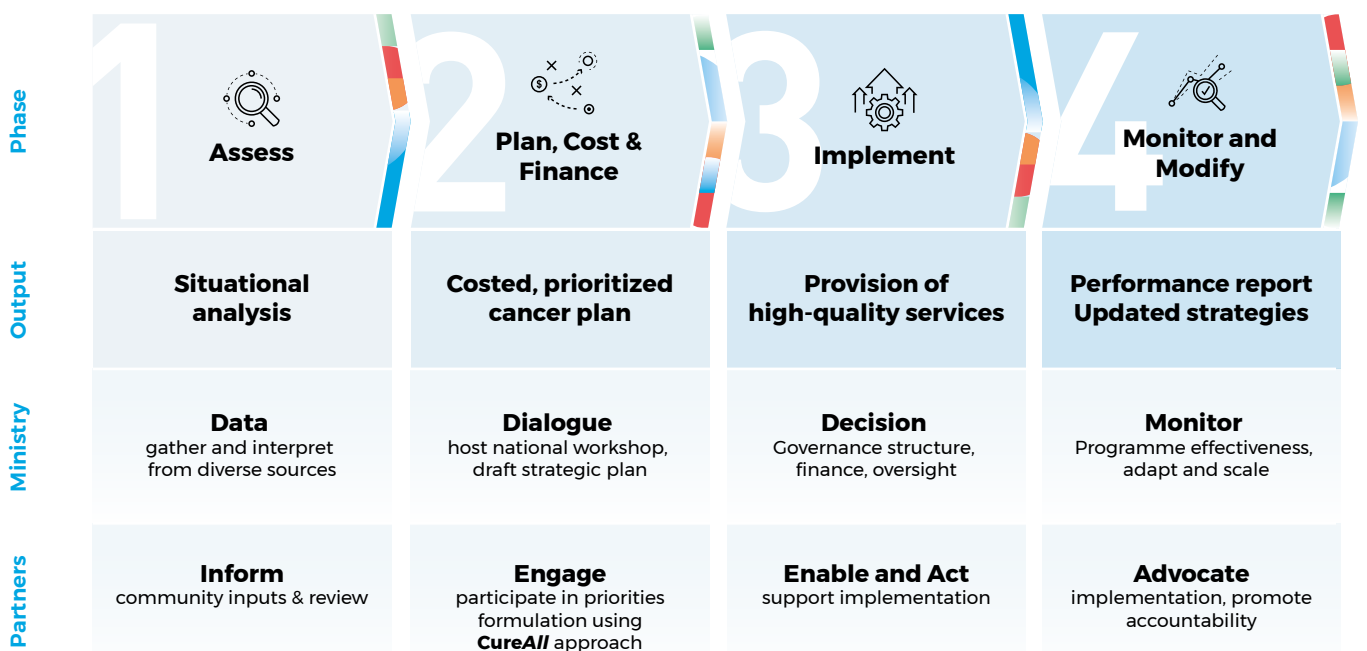 Phase
1
Assess
2
$
Plan, Cost &
Finance
3
Implement
4
Monitor and
Modify
Output
Situational
analysis
Costed, prioritized
cancer plan
Provision of
high-quality services
Performance report
Updated strategies
Ministry
Data
gather and interpret
from diverse sources
Dialogue
host national workshop,
draft strategic plan
Decision
Governance structure,
finance, oversight
Monitor
Programme effectiveness,
adapt and scale
Partners
Inform
community inputs & review
Engage
participate in priorities
formulation using
CureAll approach
Enable and Act
support implementation
Advocate
implementation, promote
accountability